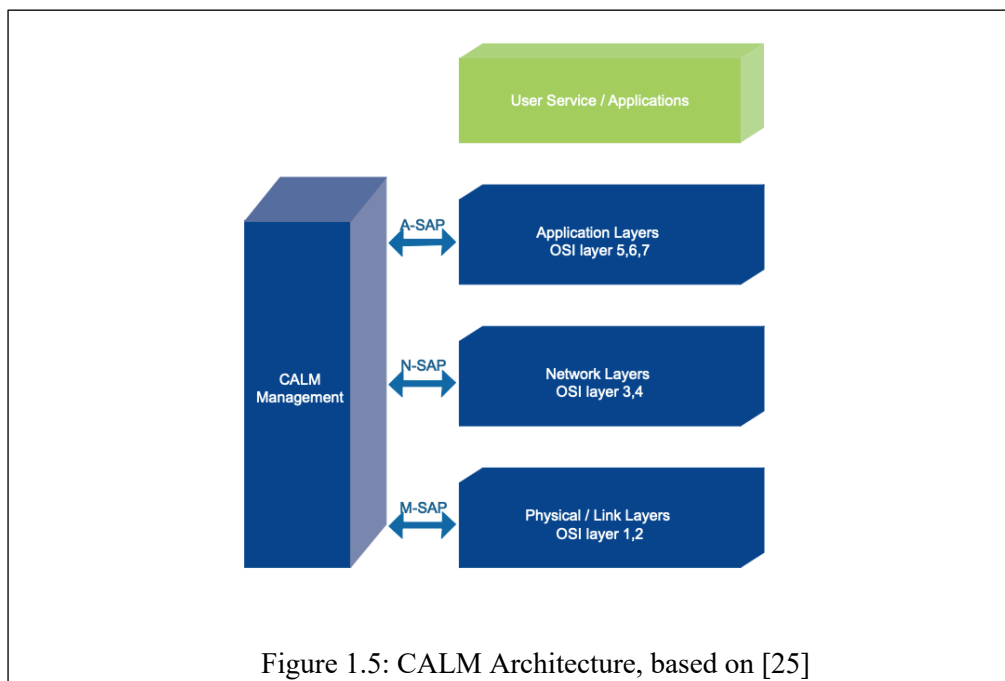 User Service / Applications
A-SAP
Application Layers
OSI layer 5,6,7
N-SAP
Network Layers
OSI layer 3,4
CALM
Management
M-SAP
Physical / Link Layers
OSI layer 1,2
Figure 1.5: CALM Architecture, based on [25]